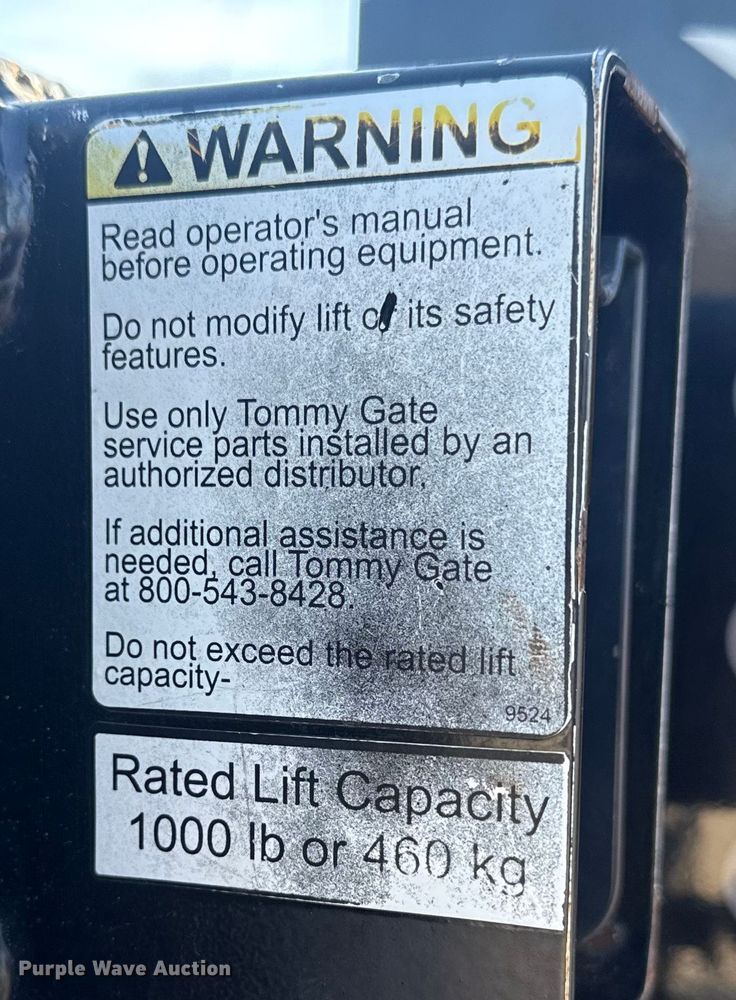 WARNING
Read operator's manual
before operating equipment.
Do not modify lift or its safety
features.
Use only Tommy Gate
service parts installed by an
authorized distributor.
If additional assistance is
needed, call Tommy Gate
at 800-543-8428.
Do not exceed the rated lift
capacity-
9524
Rated Lift Capacity
1000 lb or 460 kg
Purple Wave Auction